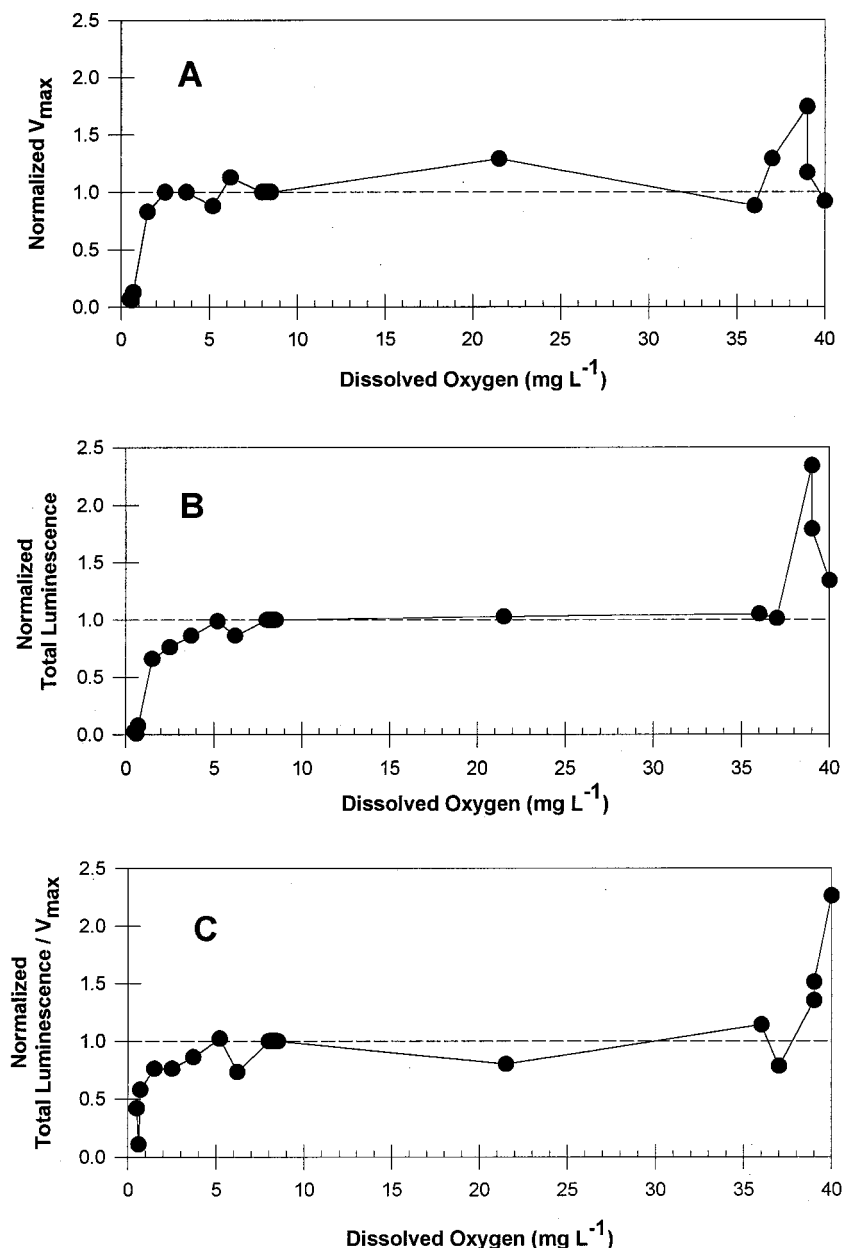 A
Normalized Vmax
2.5
2.0
1.5
1.0
0.5
0.0
0 5 10 15 20 25 30 35 40
Dissolved Oxygen (mg L-1)
B
Normalized
Total Luminescence
2.5
2.0
1.5
1.0
0.5
0.0
0 5 10 15 20 25 30 35 40
Dissolved Oxygen (mg L-1)
C
Normalized
Total Luminescence / Vmax
2.5
2.0
1.5
1.0
0.5
0.0
0 5 10 15 20 25 30 35 40
Dissolved Oxygen (mg L-1)